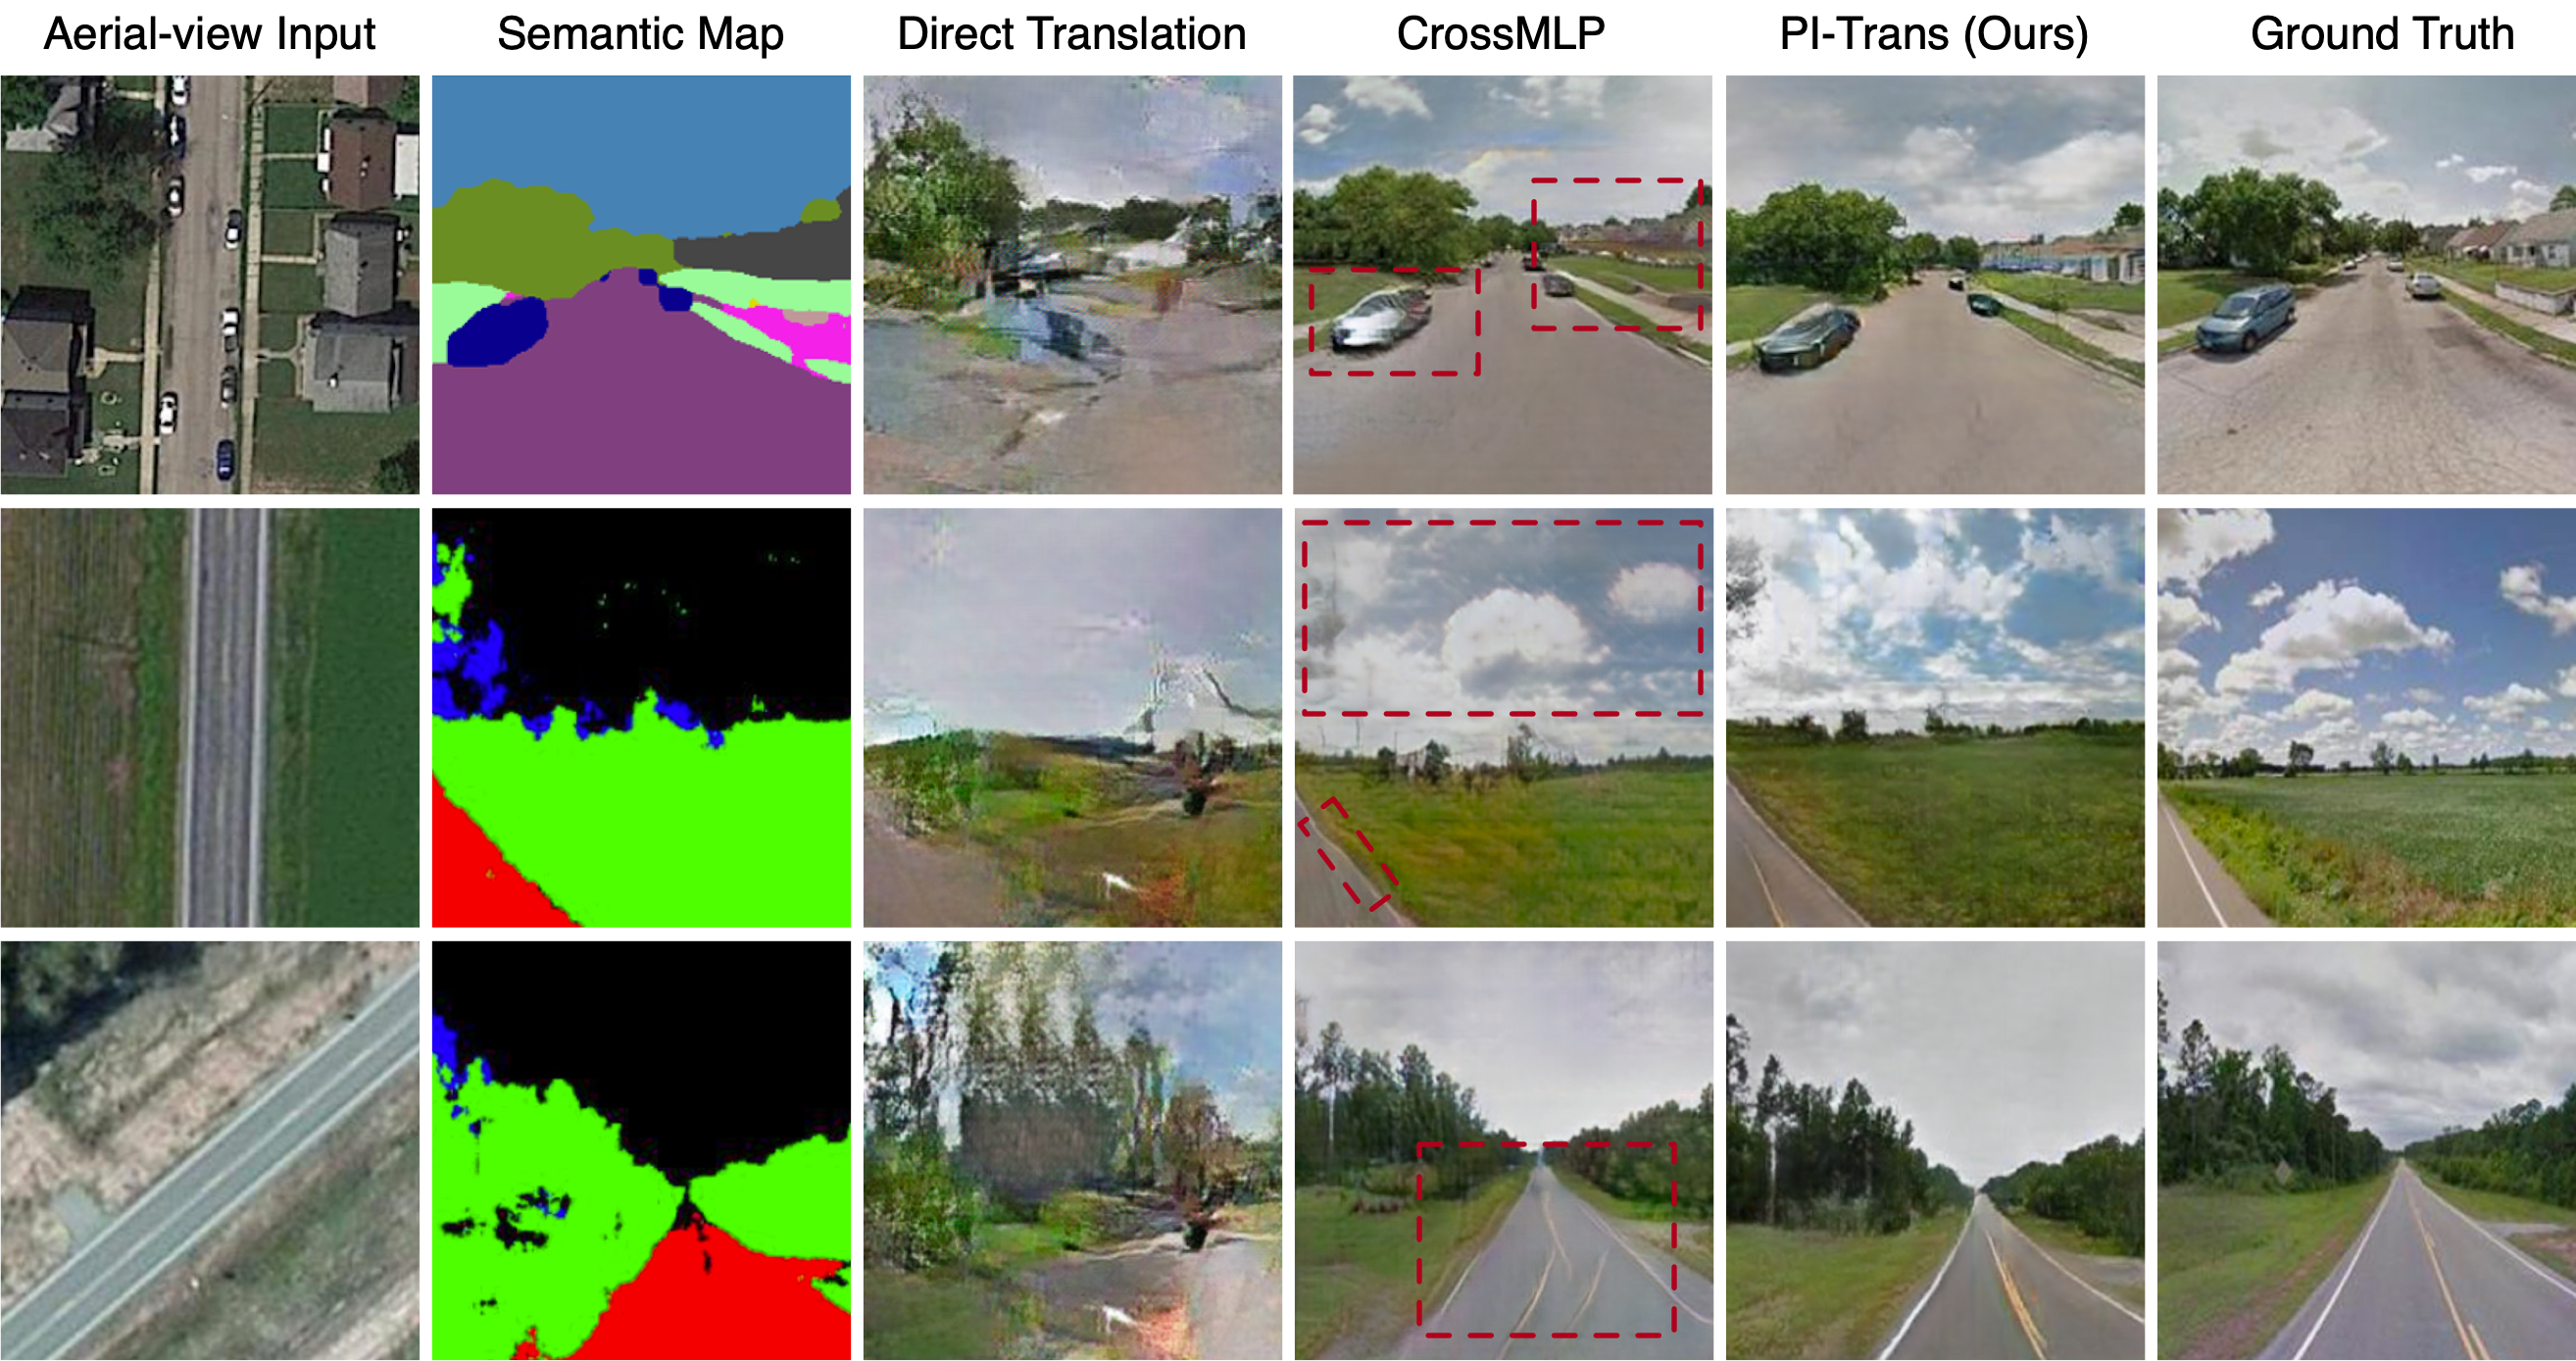 Aerial-view Input
Semantic Map
Direct Translation
CrossMLP
PI-Trans (Ours)
Ground Truth